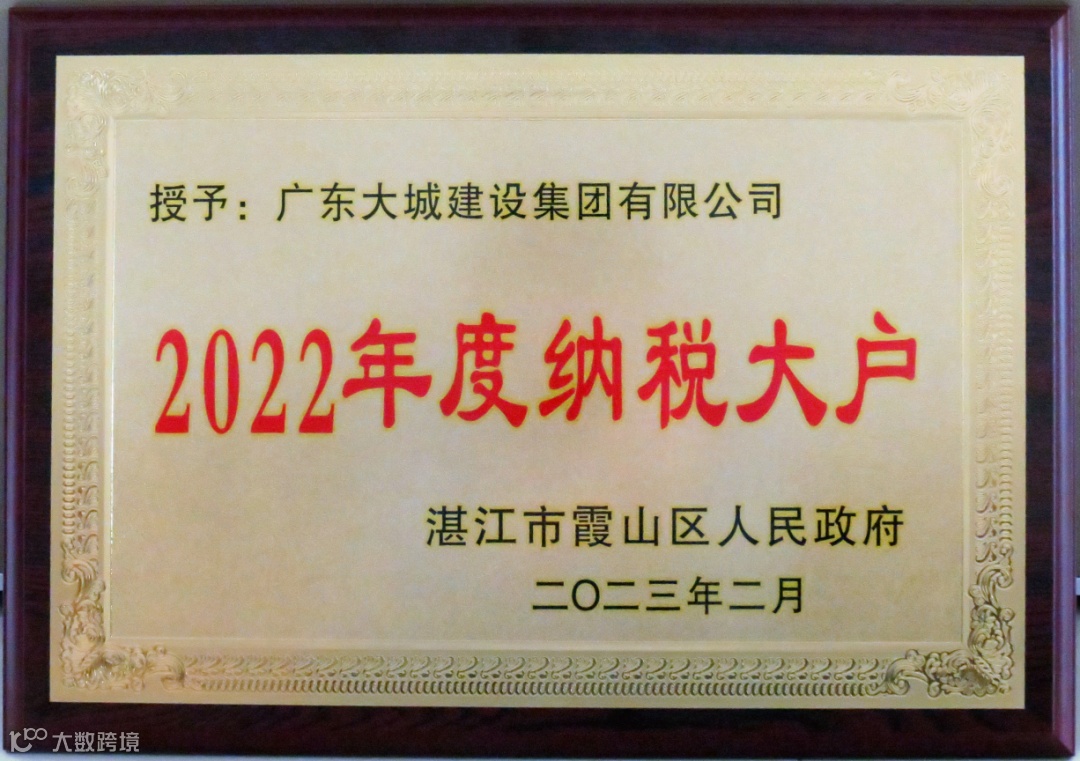 授予：广东大城建设集团有限公司
2022年度纳税大户
湛江市霞山区人民政府
二〇二三年二月
大数跨境